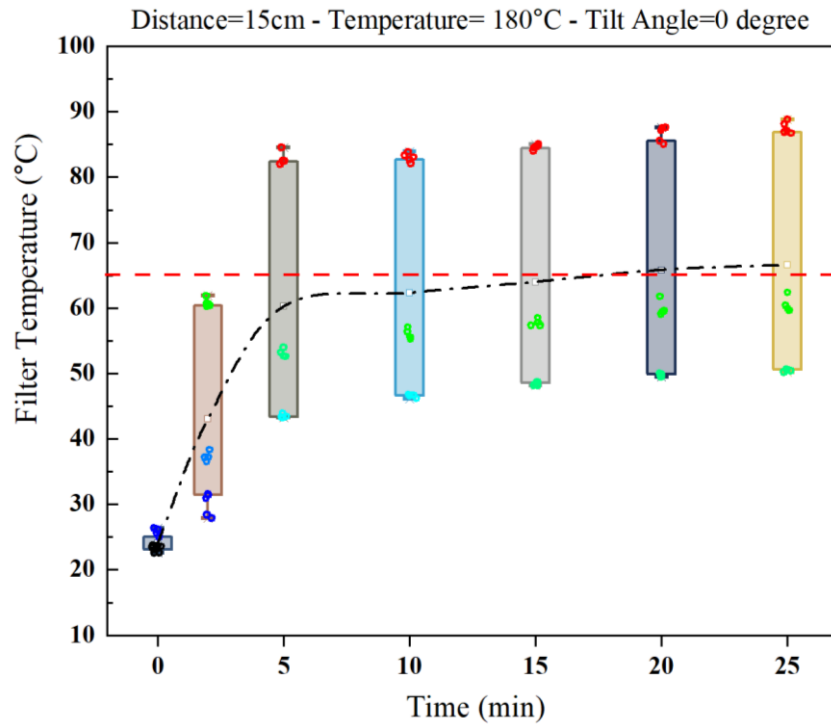 Distance=15cm - Temperature= 180°C - Tilt Angle=0 degree
100
90
80
70
60
50
40
30
20
10
Filter Temperature (°C)
0 5 10 15 20 25
Time (min)